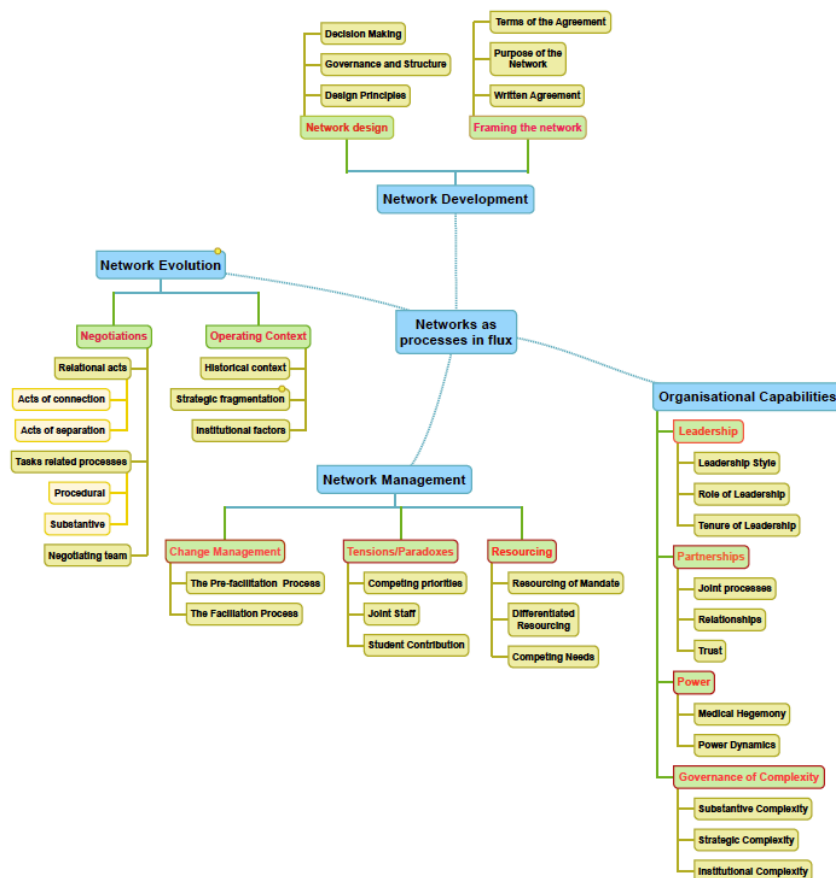 Decision Making
Governance and Structure
Design Principles
Network design
Terms of the Agreement
Purpose of the
Network
Written Agreement
Framing the network
Network Development
Network Evolution
Negotiations
Relational acts
Acts of connection
Acts of separation
Tasks related processes
Procedural
Substantive
Negotiating team
Operating Context
Historical context
Strategic fragmentation
Institutional factors
Networks as
processes in flux
Network Management
Change Management
The Pre-facilitation Process
The Faciliation Process
Tensions/Paradoxes
Competing priorities
Joint Staff
Student Contribution
Resourcing
Resourcing of Mandate
Differentiated
Resourcing
Competing Needs
Organisational Capabilities
Leadership
Leadership Style
Role of Leadership
Tenure of Leadership
Partnerships
Joint processes
Relationships
Trust
Power
Medical Hegemony
Power Dynamics
Governance of Complexity
Substantive Complexity
Strategic Complexity
Institutional Complexity